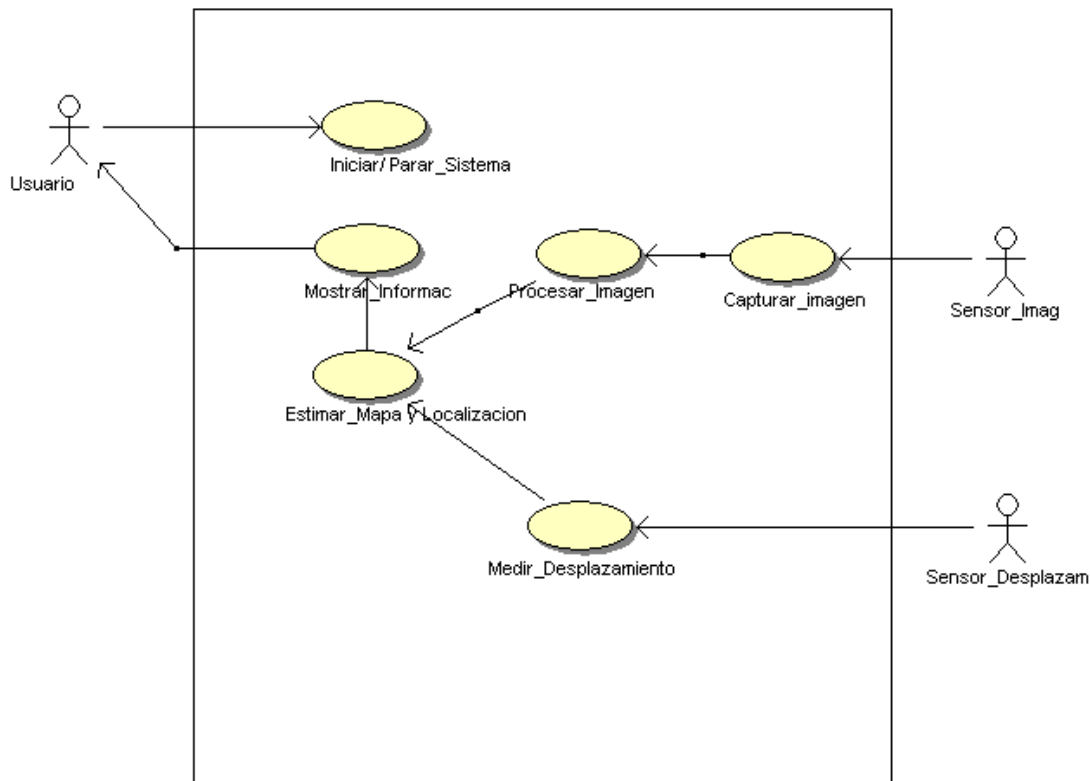 Iniciar/ Parar_Sistema
Usuario
Mostrar_Informac
Procesar_Imagen
Capturar_imagen
Sensor_Imag
Estimar_Mapa y Localizacion
Medir_Desplazamiento
Sensor_Desplazam